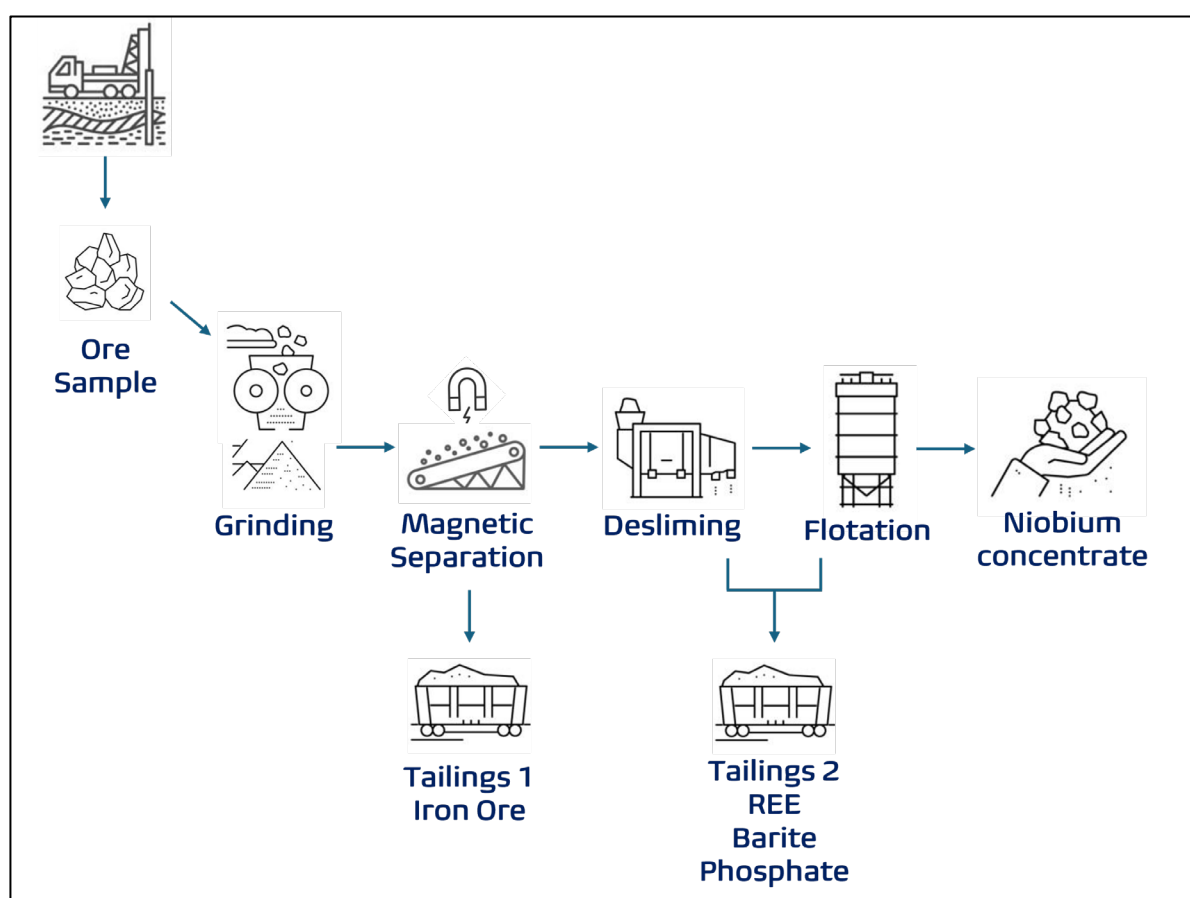 Ore
Sample
Grinding
Magnetic
Separation
Desliming
Flotation
Niobium
concentrate
Tailings 1
Iron Ore
Tailings 2
REE
Barite
Phosphate